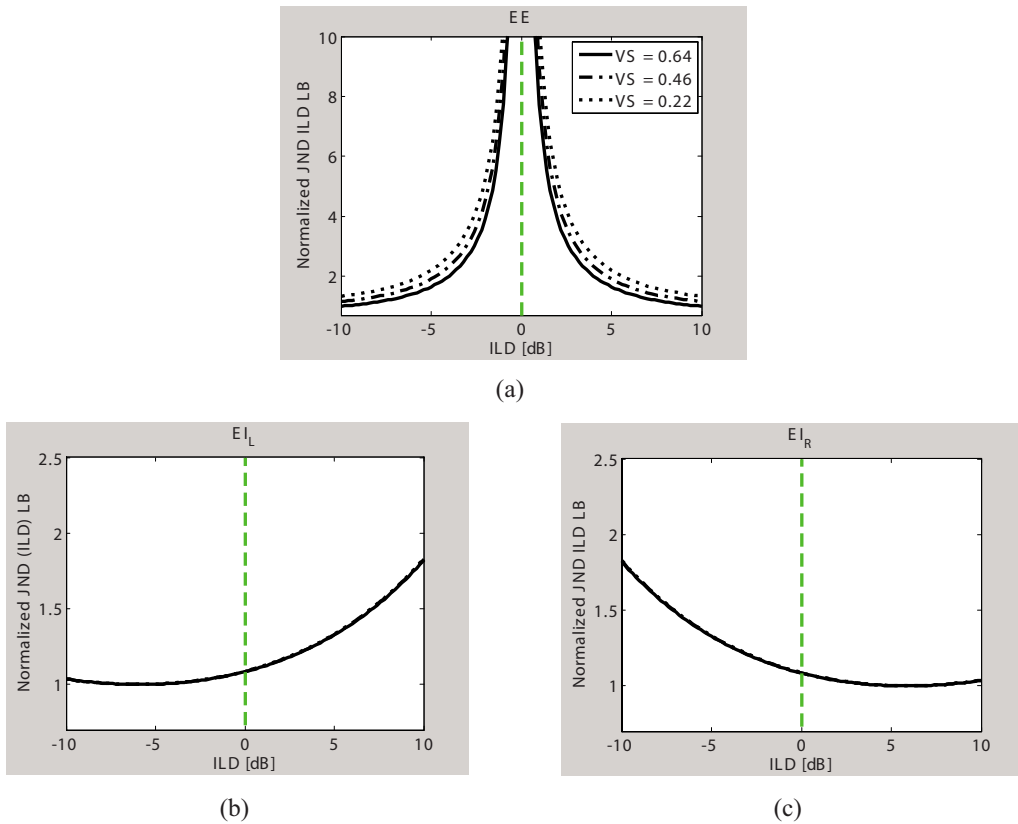 EE
10
8
6
4
2
Normalized JND ILD LB
VS = 0.64
VS = 0.46
VS = 0.22
-10 -5 0 5 10
ILD [dB]
(a)
EI_L
2.5
2
1.5
1
Normalized JND (ILD) LB
-10 -5 0 5 10
ILD [dB]
(b)
EI_R
2.5
2
1.5
1
Normalized JND ILD LB
-10 -5 0 5 10
ILD [dB]
(c)